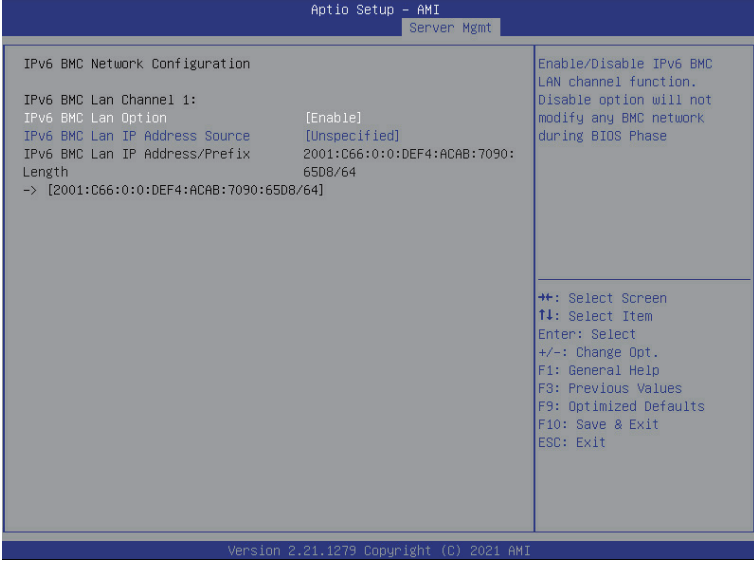 Aptio Setup – AMI
Server Mgmt
IPv6 BMC Network Configuration
IPv6 BMC Lan Channel 1:
IPv6 BMC Lan Option [Enable]
IPv6 BMC Lan IP Address Source [Unspecified]
IPv6 BMC Lan IP Address/Prefix 2001:C66:0:0:DEF4:ACAB:7090:
Length 65D8/64
-> [2001:C66:0:0:DEF4:ACAB:7090:65D8/64]
Enable/Disable IPv6 BMC
LAN channel function.
Disable option will not
modify any BMC network
during BIOS Phase
→←: Select Screen
↑↓: Select Item
Enter: Select
+/-: Change Opt.
F1: General Help
F3: Previous Values
F9: Optimized Defaults
F10: Save & Exit
ESC: Exit
Version 2.21.1279 Copyright (C) 2021 AMI